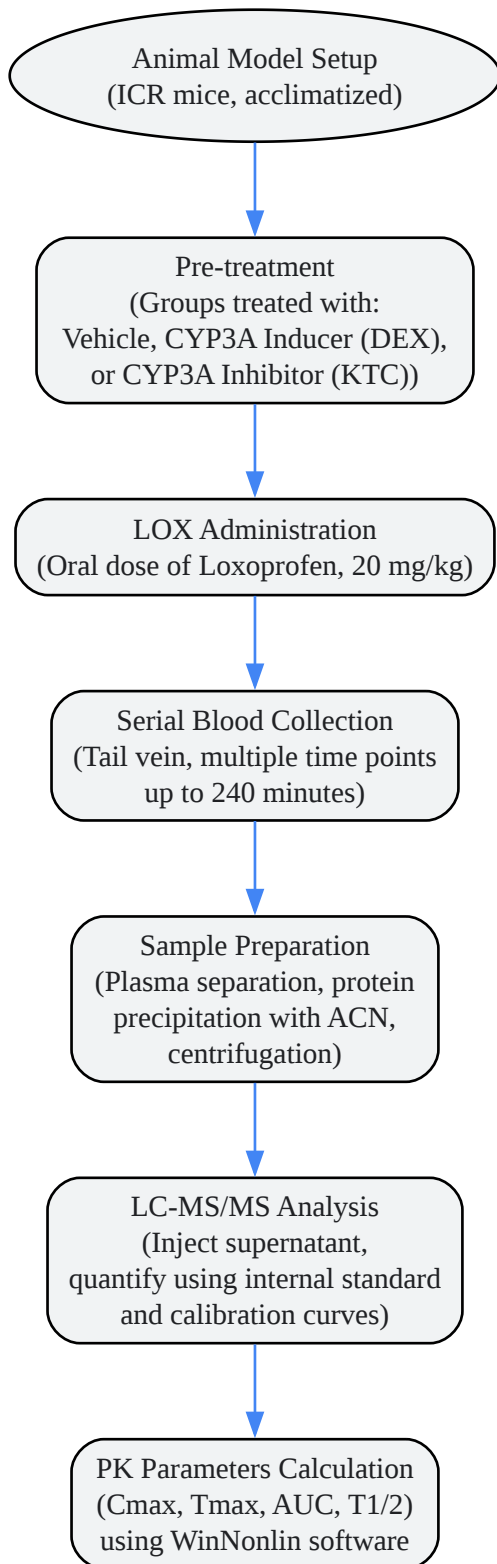 Animal Model Setup
(ICR mice, acclimatized)
Pre-treatment
(Groups treated with:
Vehicle, CYP3A Inducer (DEX),
or CYP3A Inhibitor (KTC))
LOX Administration
(Oral dose of Loxoprofen, 20 mg/kg)
Serial Blood Collection
(Tail vein, multiple time points
up to 240 minutes)
Sample Preparation
(Plasma separation, protein
precipitation with ACN,
centrifugation)
LC-MS/MS Analysis
(Inject supernatant,
quantify using internal standard
and calibration curves)
PK Parameters Calculation
(Cmax, Tmax, AUC, T1/2)
using WinNonlin software